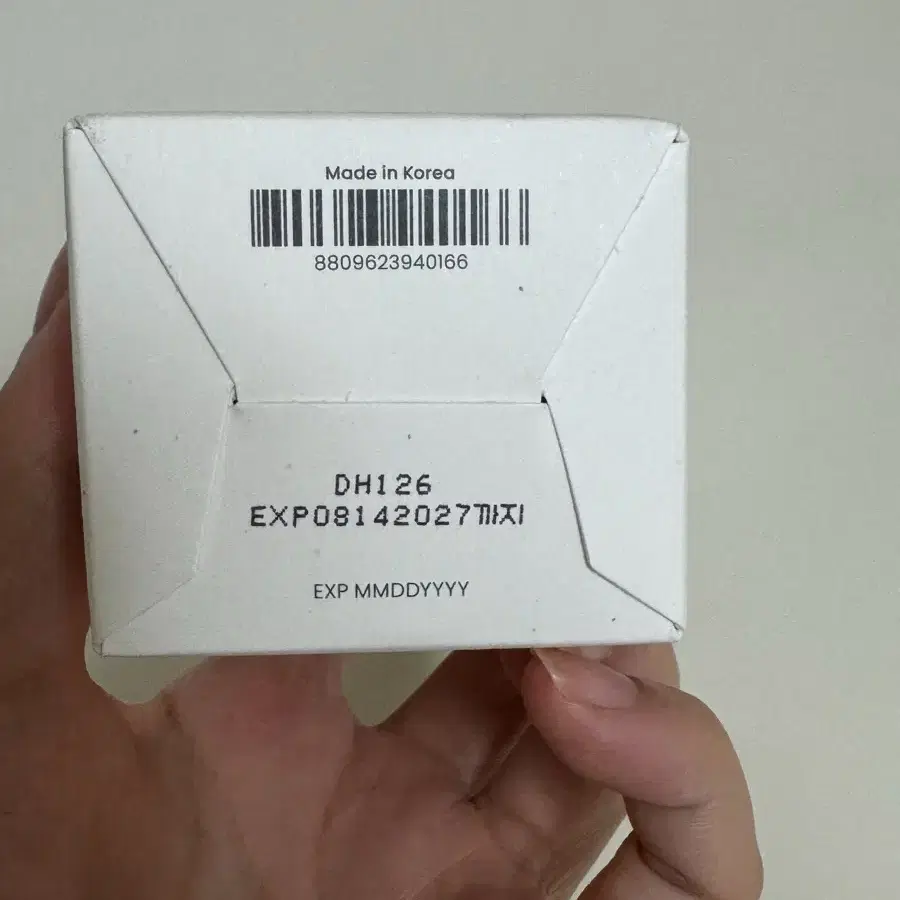 Made in Korea
8809623940166
DH126
EXP08142027까지
EXP MMDDYYYY